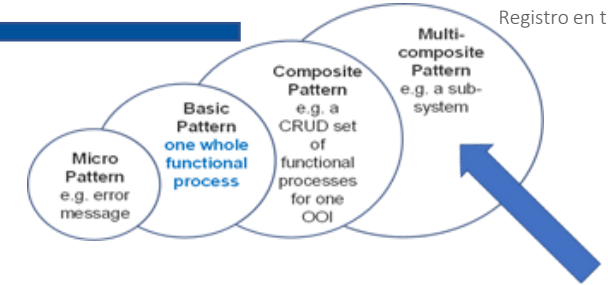 Registro en t
Multi-
composite
Pattern
e.g. a sub-
system
Composite
Pattern
e.g. a
CRUD set
of
functional
processes
for one
OOI
Basic
Pattern
one whole
functional
process
Micro
Pattern
e.g. error
message